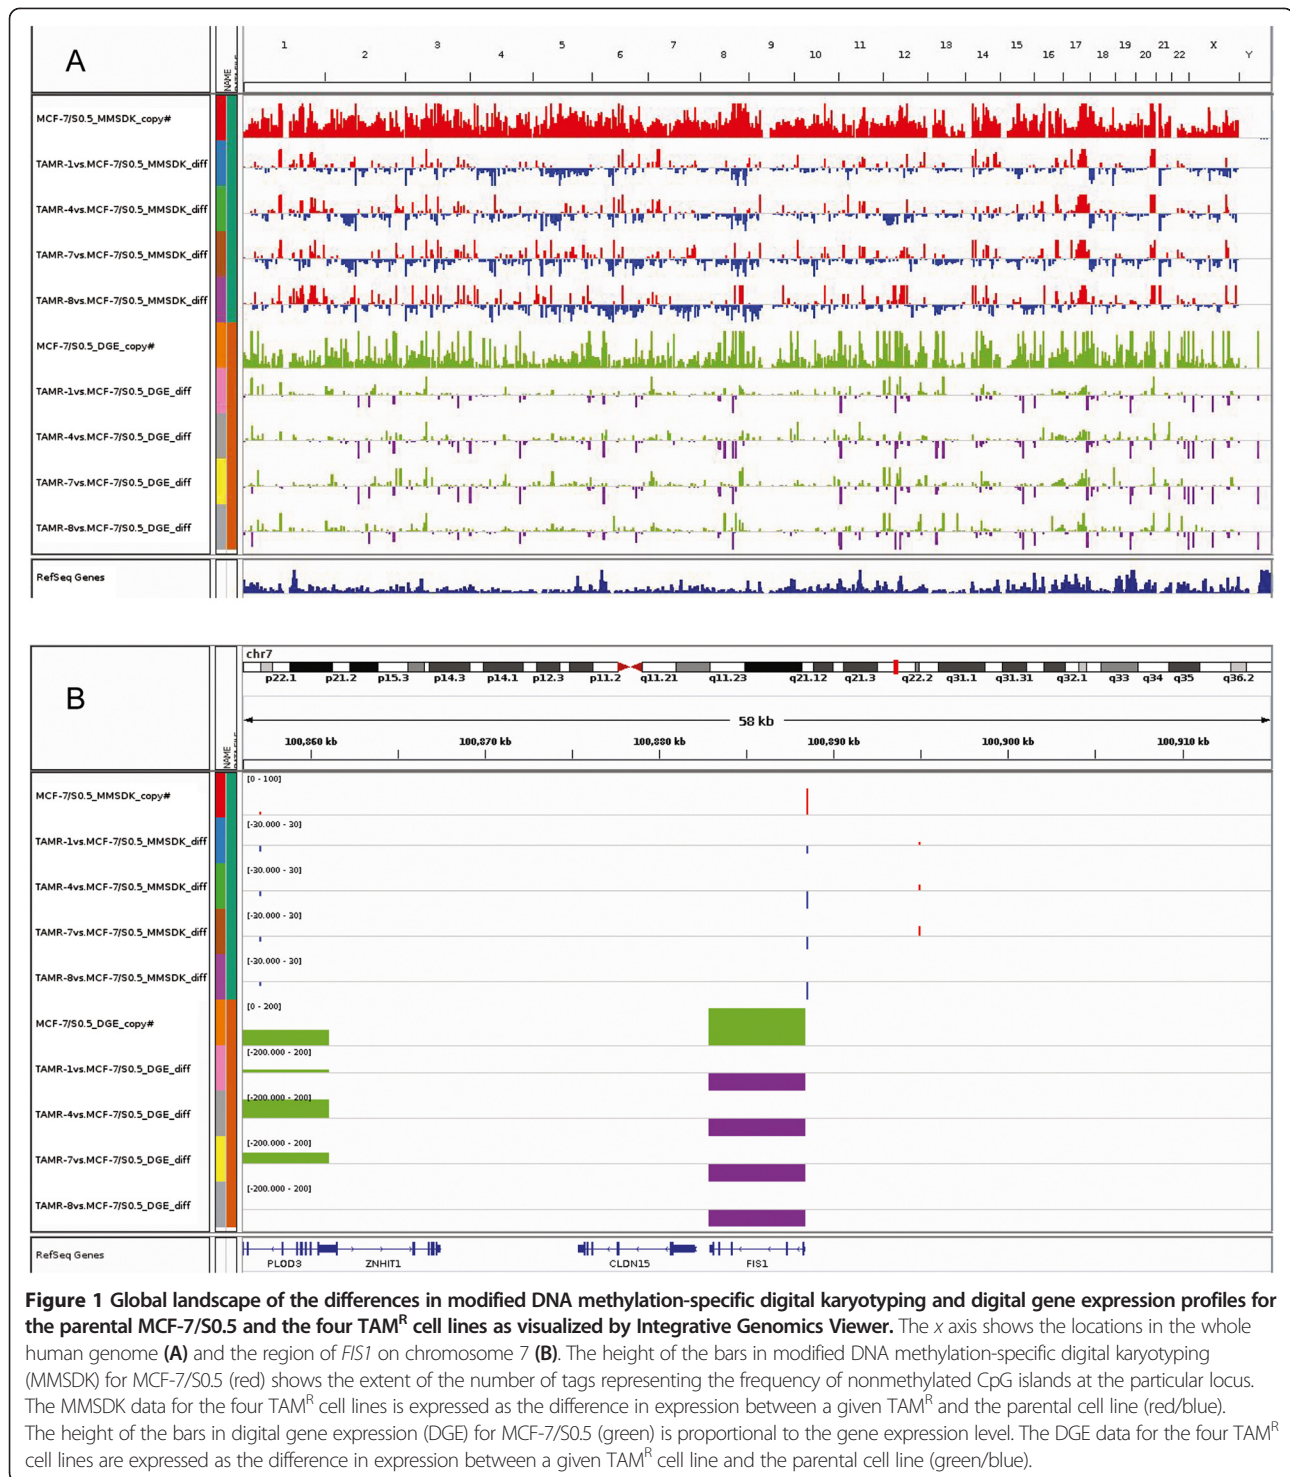 A
NAME
DATA FILE
1 2 3 4 5 6 7 8 9 10 11 12 13 14 15 16 17 18 19 20 21 22 X Y
MCF-7/S0.5_MMSDK_copy#
...
TAMR-1vs.MCF-7/S0.5_MMSDK_diff
TAMR-4vs.MCF-7/S0.5_MMSDK_diff
TAMR-7vs.MCF-7/S0.5_MMSDK_diff
TAMR-8vs.MCF-7/S0.5_MMSDK_diff
MCF-7/S0.5_DGE_copy#
TAMR-1vs.MCF-7/S0.5_DGE_diff
TAMR-4vs.MCF-7/S0.5_DGE_diff
TAMR-7vs.MCF-7/S0.5_DGE_diff
TAMR-8vs.MCF-7/S0.5_DGE_diff
RefSeq Genes
B
NAME
DATA FILE
chr7
p22.1 p21.2 p15.3 p14.3 p14.1 p12.3 p11.2 q11.21 q11.23 q21.12 q21.3 q22.2 q31.1 q31.31 q32.1 q33 q34 q35 q36.2
58 kb
100,860 kb 100,870 kb 100,880 kb 100,890 kb 100,900 kb 100,910 kb
MCF-7/S0.5_MMSDK_copy# [0 - 100]
TAMR-1vs.MCF-7/S0.5_MMSDK_diff [-30.000 - 30]
TAMR-4vs.MCF-7/S0.5_MMSDK_diff [-30.000 - 30]
TAMR-7vs.MCF-7/S0.5_MMSDK_diff [-30.000 - 30]
TAMR-8vs.MCF-7/S0.5_MMSDK_diff [-30.000 - 30]
MCF-7/S0.5_DGE_copy# [0 - 200]
TAMR-1vs.MCF-7/S0.5_DGE_diff [-200.000 - 200]
TAMR-4vs.MCF-7/S0.5_DGE_diff [-200.000 - 200]
TAMR-7vs.MCF-7/S0.5_DGE_diff [-200.000 - 200]
TAMR-8vs.MCF-7/S0.5_DGE_diff [-200.000 - 200]
RefSeq Genes
PLOD3 ZNHIT1 CLDN15 FIS1
Figure 1 Global landscape of the differences in modified DNA methylation-specific digital karyotyping and digital gene expression profiles for
the parental MCF-7/S0.5 and the four TAMᴿ cell lines as visualized by Integrative Genomics Viewer. The x axis shows the locations in the whole
human genome (A) and the region of FIS1 on chromosome 7 (B). The height of the bars in modified DNA methylation-specific digital karyotyping
(MMSDK) for MCF-7/S0.5 (red) shows the extent of the number of tags representing the frequency of nonmethylated CpG islands at the particular locus.
The MMSDK data for the four TAMᴿ cell lines is expressed as the difference in expression between a given TAMᴿ and the parental cell line (red/blue).
The height of the bars in digital gene expression (DGE) for MCF-7/S0.5 (green) is proportional to the gene expression level. The DGE data for the four TAMᴿ
cell lines are expressed as the difference in expression between a given TAMᴿ cell line and the parental cell line (green/blue).